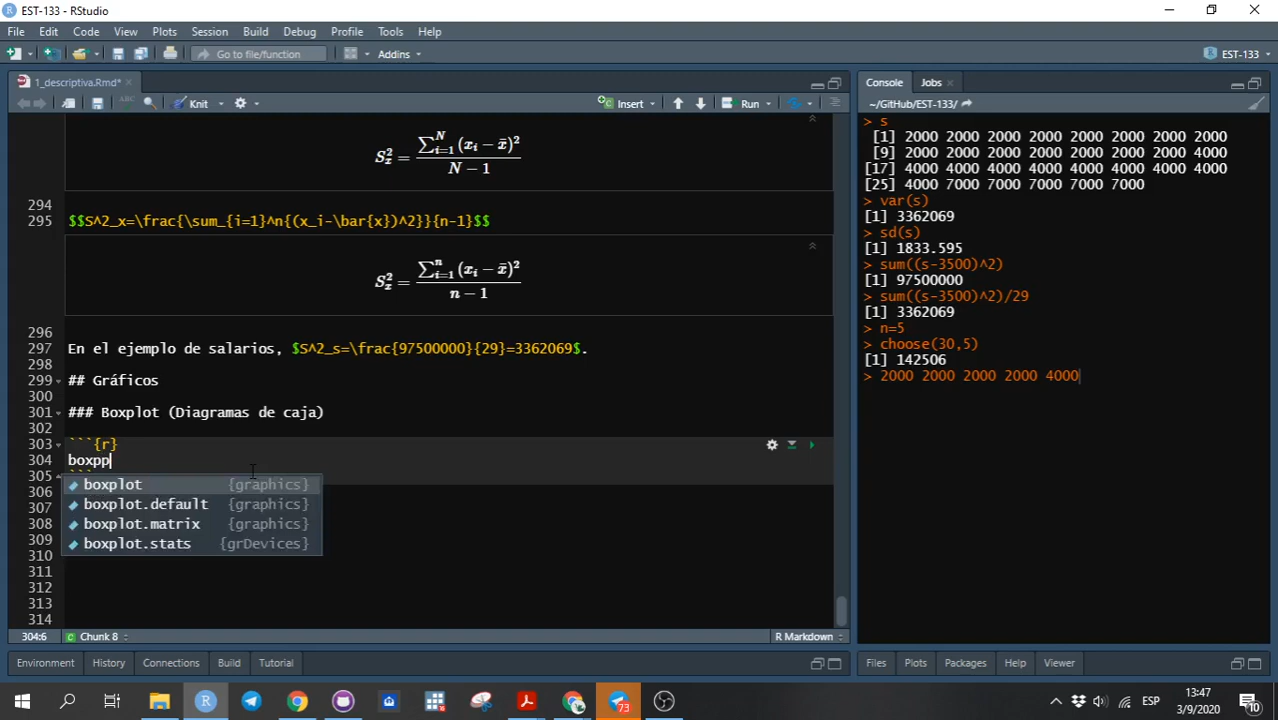 EST-133 - RStudio
File Edit Code View Plots Session Build Debug Profile Tools Help
Go to file/function Addins EST-133
1_descriptiva.Rmd*
Knit Insert Run
S_x^2 = \frac{\sum_{i=1}^{N}(x_i-\bar{x})^2}{N-1}
294
295 $$S^2_x=\frac{\sum_{i=1}^n{(x_i-\bar{x})^2}}{n-1}$$
S_x^2 = \frac{\sum_{i=1}^{n}(x_i-\bar{x})^2}{n-1}
296
297 En el ejemplo de salarios, $S^2_s=\frac{97500000}{29}=3362069$.
298
299 ## Gráficos
300
301 ### Boxplot (Diagramas de caja)
302
303 ```{r}
304 boxpp
305 ```
306 boxplot {graphics}
307 boxplot.default {graphics}
308 boxplot.matrix {graphics}
309 boxplot.stats {grDevices}
310
311
312
313
314
304:6 Chunk 8 R Markdown
Environment History Connections Build Tutorial
Console Jobs
~/GitHub/EST-133/
> s
[1] 2000 2000 2000 2000 2000 2000 2000 2000
[9] 2000 2000 2000 2000 2000 2000 2000 4000
[17] 4000 4000 4000 4000 4000 4000 4000 4000
[25] 4000 7000 7000 7000 7000 7000
> var(s)
[1] 3362069
> sd(s)
[1] 1833.595
> sum((s-3500)^2)
[1] 97500000
> sum((s-3500)^2)/29
[1] 3362069
> n=5
> choose(30,5)
[1] 142506
> 2000 2000 2000 2000 4000
Files Plots Packages Help Viewer
73
ESP
13:47
3/9/2020
10